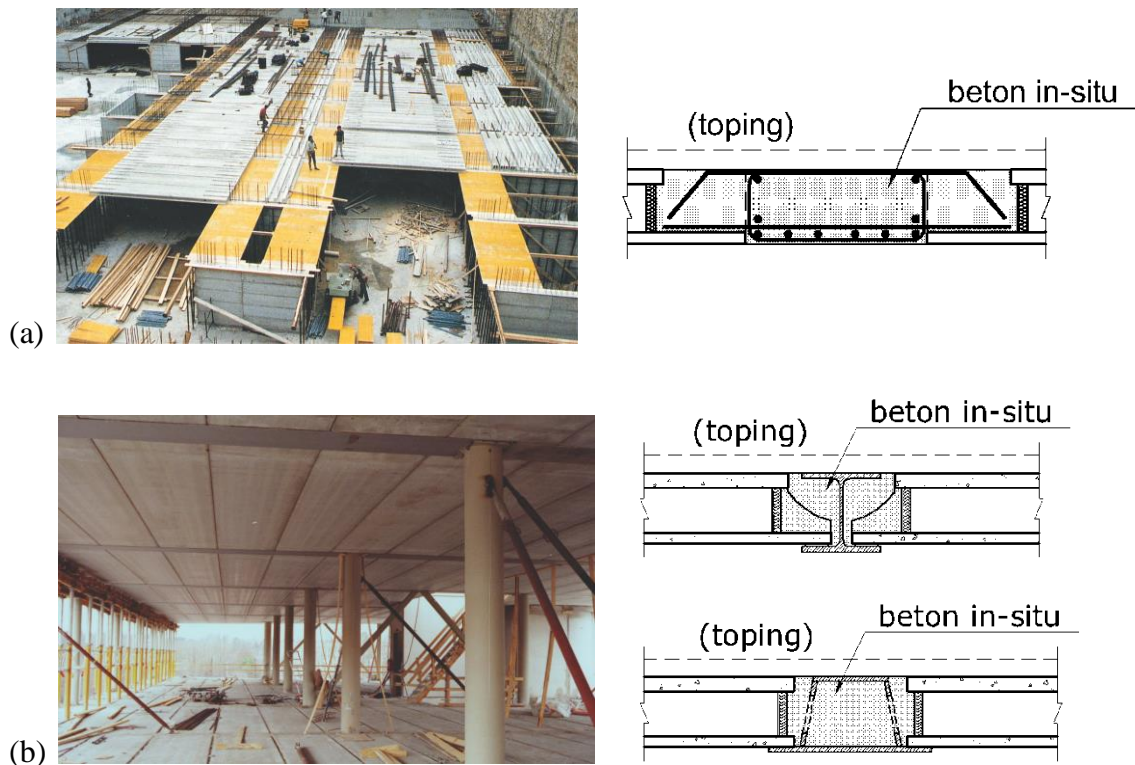 beton in-situ
(toping)
(a)
beton in-situ
(toping)
beton in-situ
(toping)
(b)